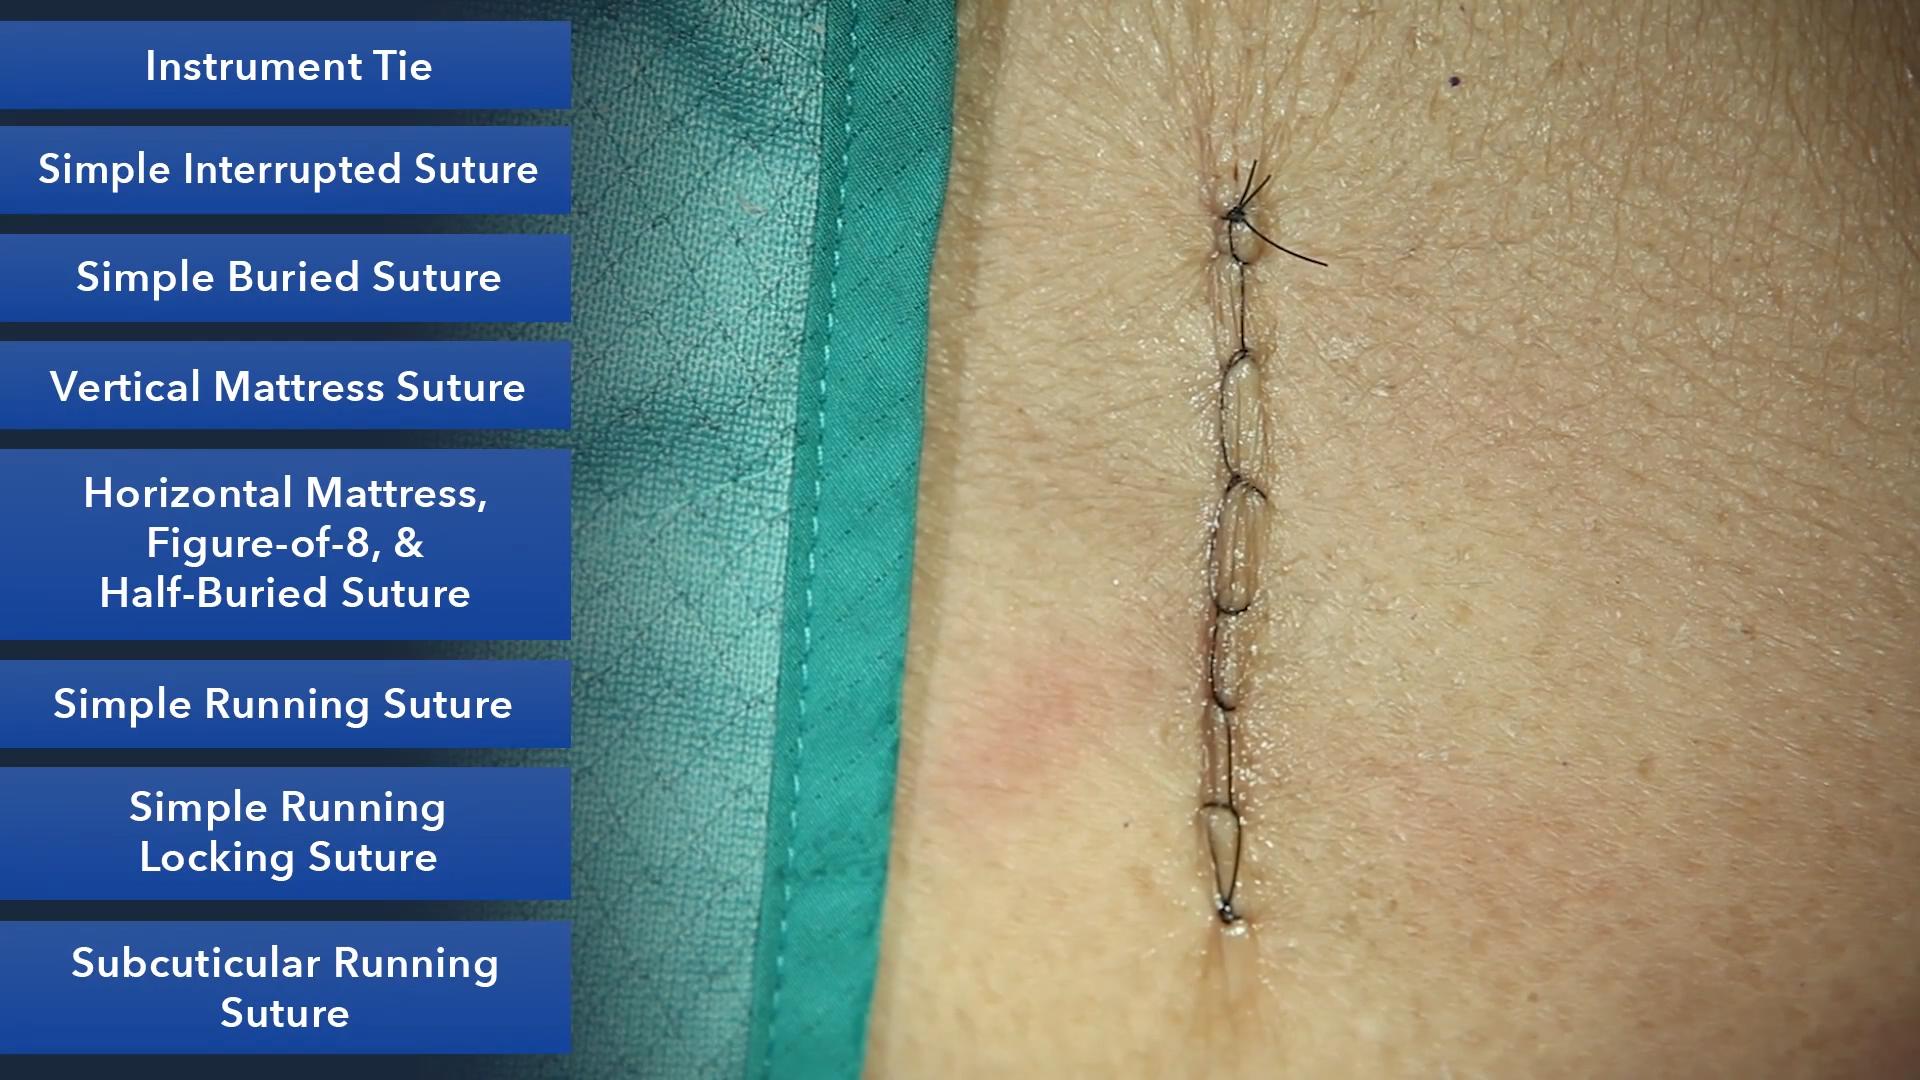 Instrument Tie
Simple Interrupted Suture
Simple Buried Suture
Vertical Mattress Suture
Horizontal Mattress,
Figure-of-8, &
Half-Buried Suture
Simple Running Suture
Simple Running
Locking Suture
Subcuticular Running
Suture